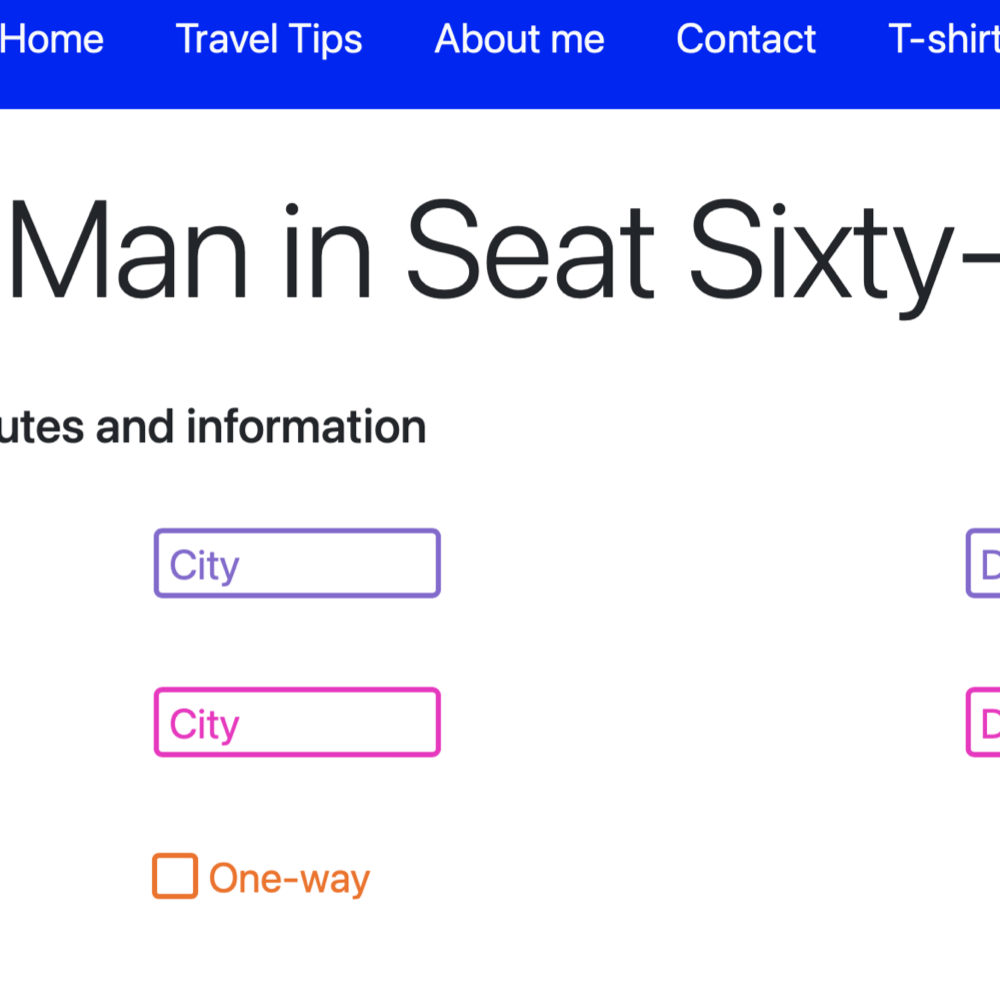 Home Travel Tips About me Contact T-shirt
Man in Seat Sixty-
utes and information
City D
City D
One-way